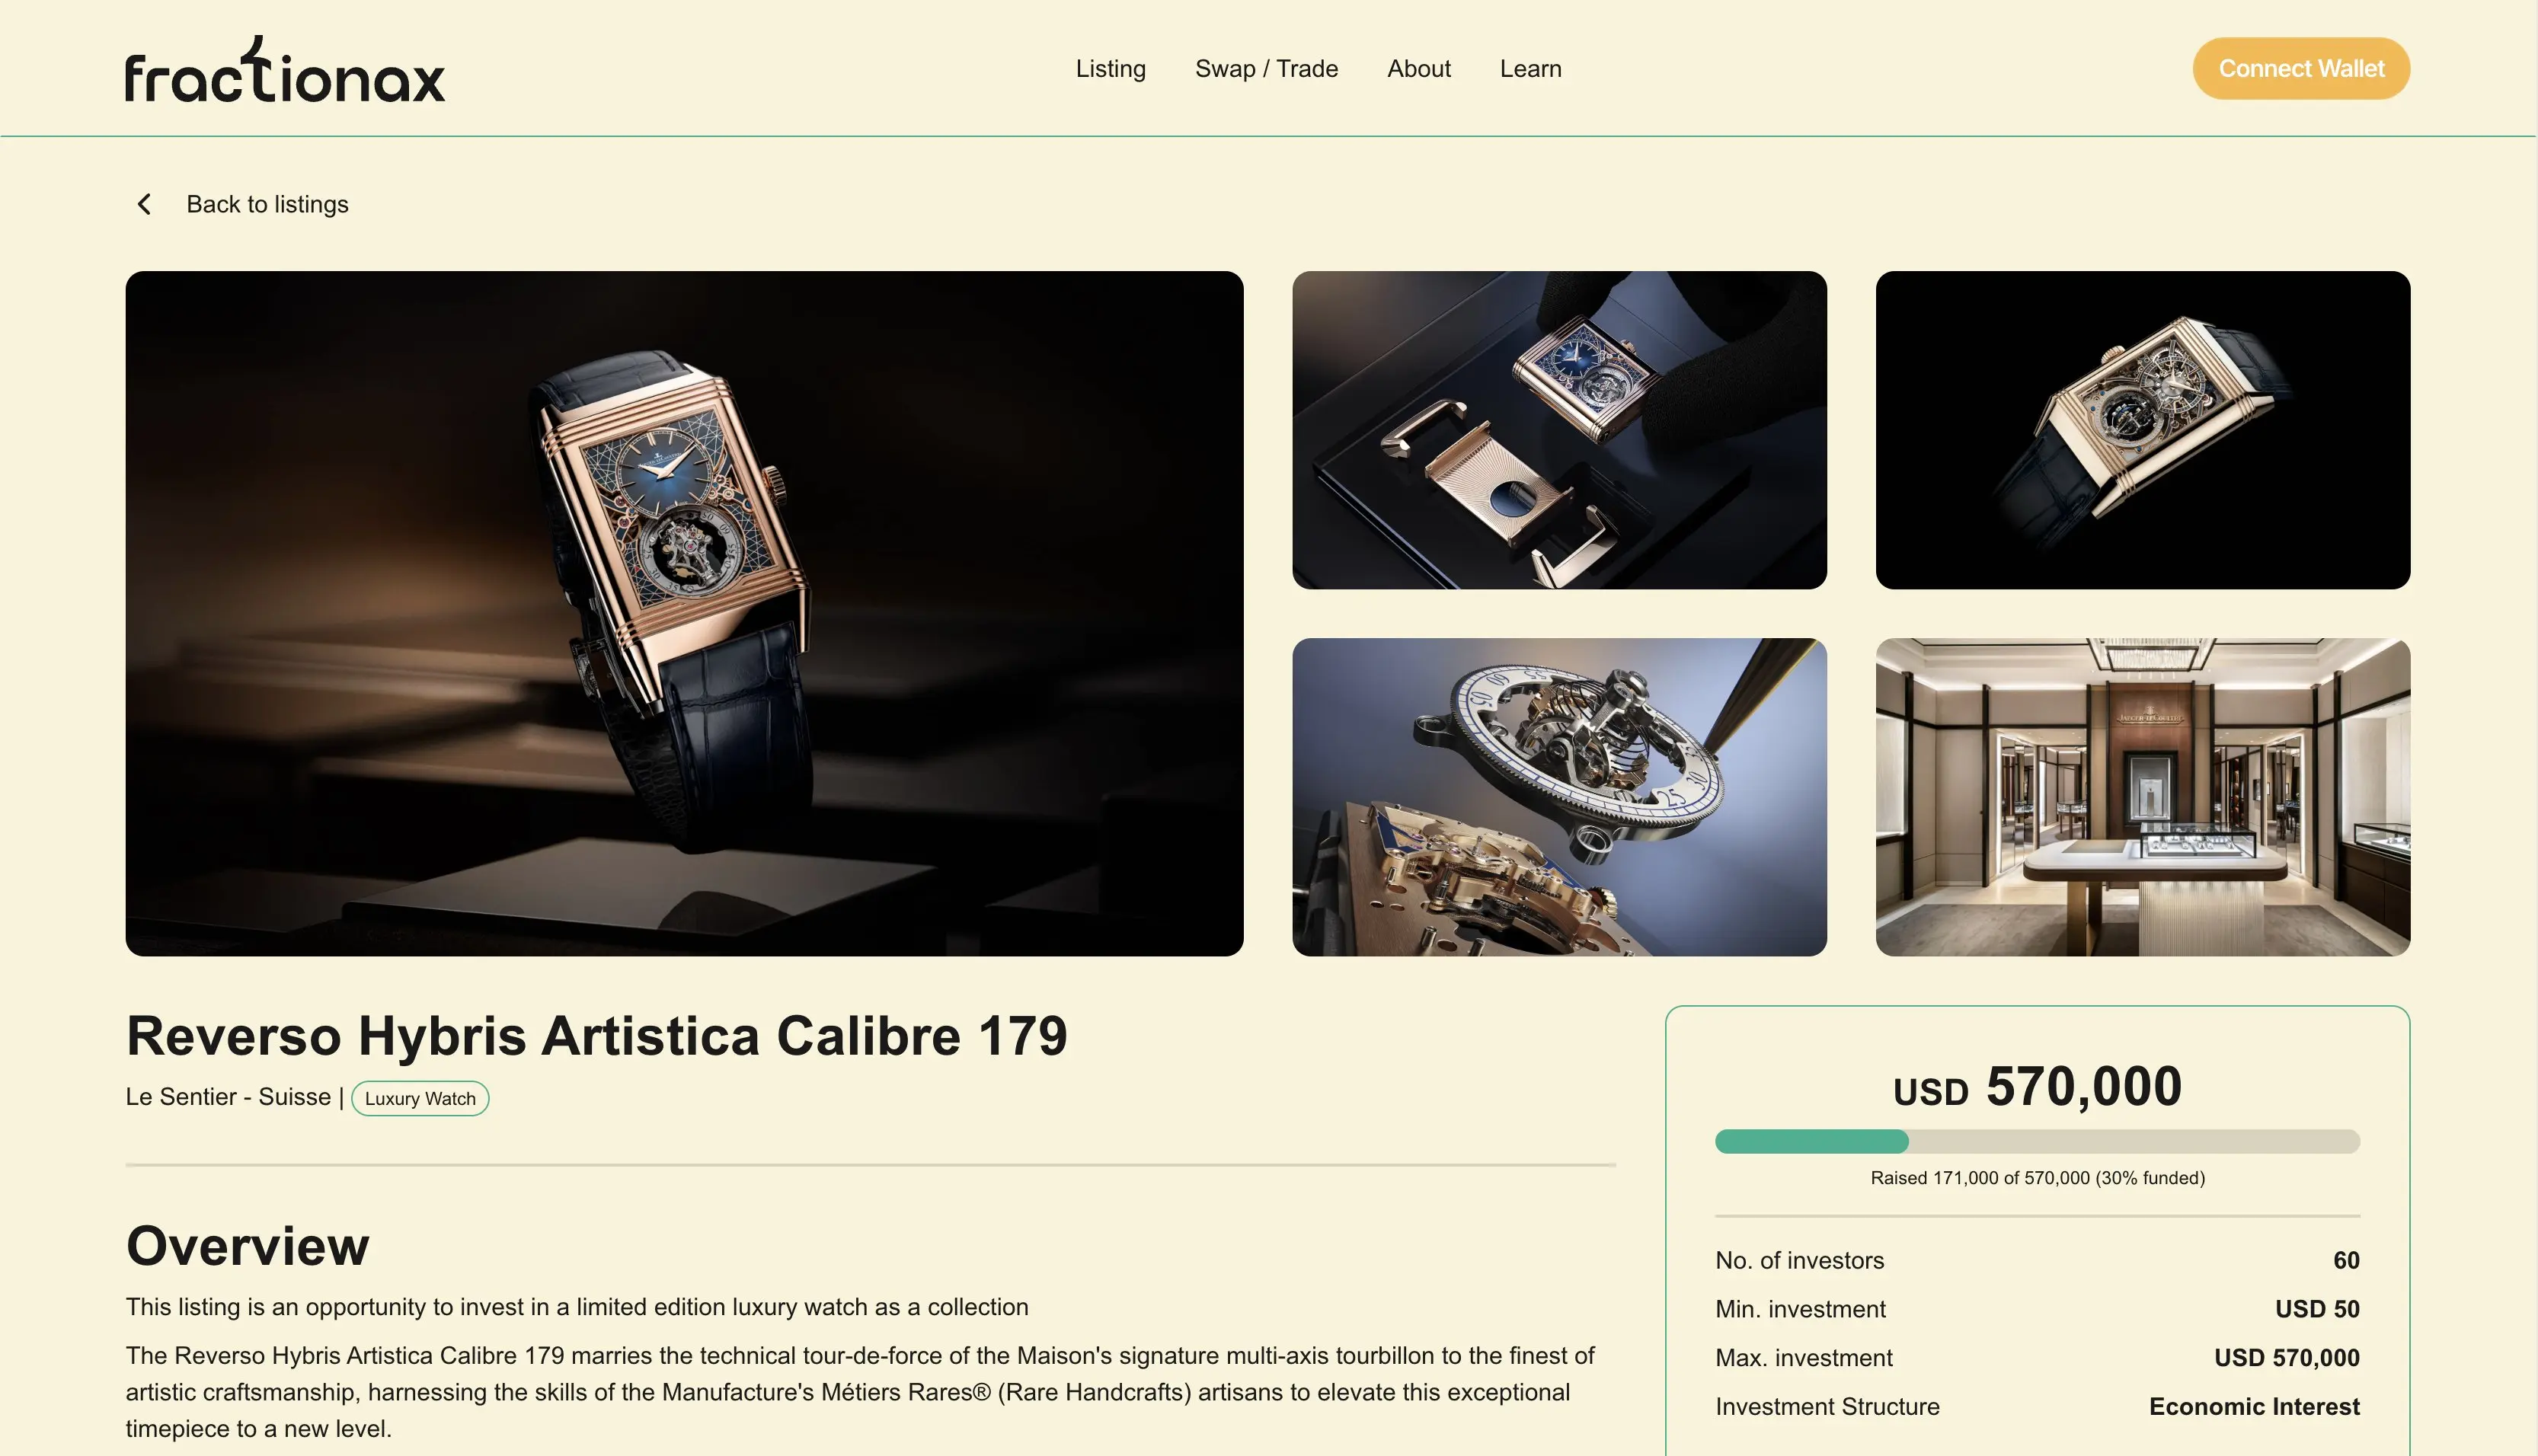 fractionax
Listing
Swap / Trade
About
Learn
Connect Wallet
Back to listings
Reverso Hybris Artistica Calibre 179
Le Sentier - Suisse | Luxury Watch
Overview
This listing is an opportunity to invest in a limited edition luxury watch as a collection
The Reverso Hybris Artistica Calibre 179 marries the technical tour-de-force of the Maison's signature multi-axis tourbillon to the finest of
artistic craftsmanship, harnessing the skills of the Manufacture's Métiers Rares® (Rare Handcrafts) artisans to elevate this exceptional
timepiece to a new level.
USD 570,000
Raised 171,000 of 570,000 (30% funded)
No. of investors 60
Min. investment USD 50
Max. investment USD 570,000
Investment Structure Economic Interest